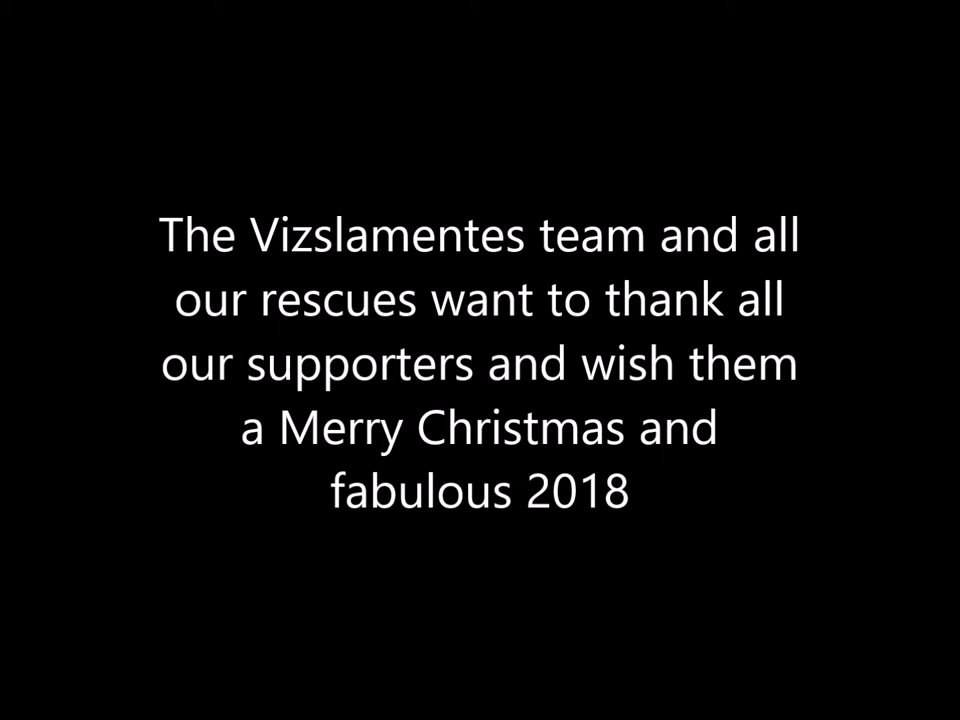 The Vizslamentes team and all
our rescues want to thank all
our supporters and wish them
a Merry Christmas and
fabulous 2018